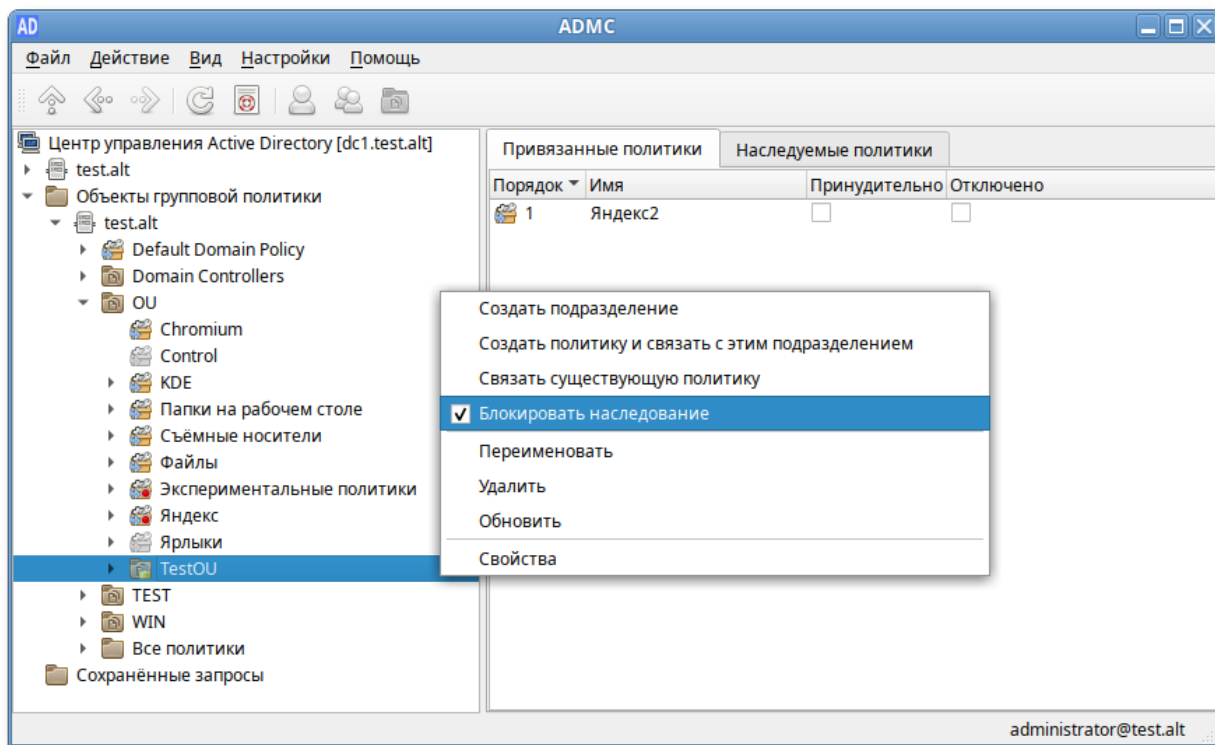 AD ADMC
Файл Действие Вид Настройки Помощь
Центр управления Active Directory [dc1.test.alt]
test.alt
Объекты групповой политики
test.alt
Default Domain Policy
Domain Controllers
OU
Chromium
Control
KDE
Папки на рабочем столе
Съёмные носители
Файлы
Экспериментальные политики
Яндекс
Ярлыки
TestOU
TEST
WIN
Все политики
Сохранённые запросы
Привязанные политики Наследуемые политики
Порядок Имя Принудительно Отключено
1 Яндекс2
Создать подразделение
Создать политику и связать с этим подразделением
Связать существующую политику
Блокировать наследование
Переименовать
Удалить
Обновить
Свойства
administrator@test.alt